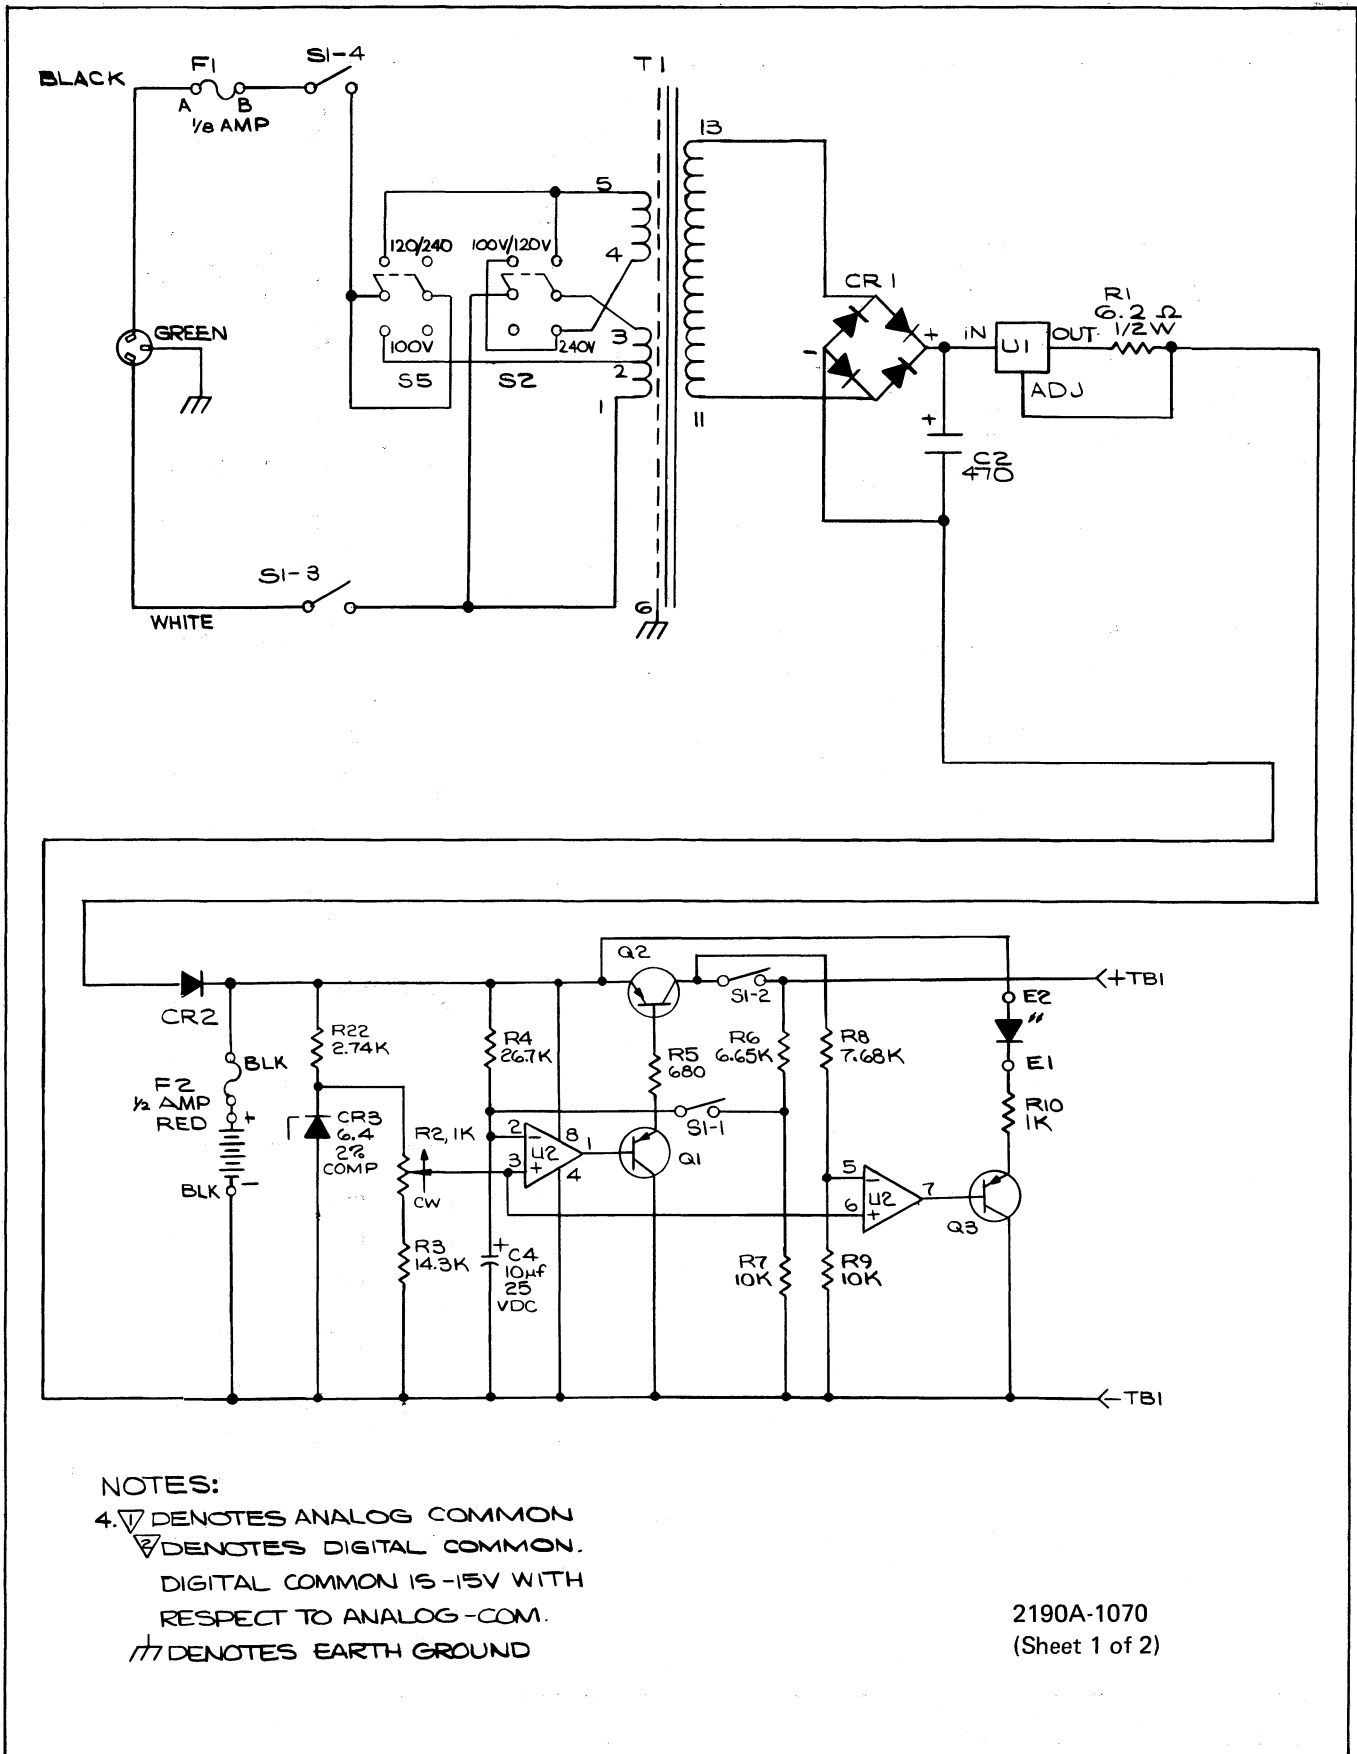 BLACK
F1
A
B
1/8 AMP
S1-4
T1
13
5
4
3
2
1
6
11
120/240
100V
S5
100V/120V
240V
S2
GREEN
S1-3
WHITE
CR1
+
-
IN
U1
OUT
ADJ
R1
6.2 Ω
1/2W
+
C2
470
CR2
BLK
F2
1/2 AMP
RED
+
-
BLK
R22
2.74K
CR3
6.4
2%
COMP
R2, 1K
CW
R3
14.3K
R4
26.7K
+
C4
10µf
25
VDC
2
-
3
+
U2
8
1
4
Q2
R5
680
Q1
S1-2
S1-1
R6
6.65K
R7
10K
R8
7.68K
R9
10K
5
-
6
+
U2
7
Q3
E2
E1
R10
1K
+TB1
-TB1
NOTES:
4. 1 DENOTES ANALOG COMMON
2 DENOTES DIGITAL COMMON.
DIGITAL COMMON IS -15V WITH
RESPECT TO ANALOG-COM.
DENOTES EARTH GROUND
2190A-1070
(Sheet 1 of 2)